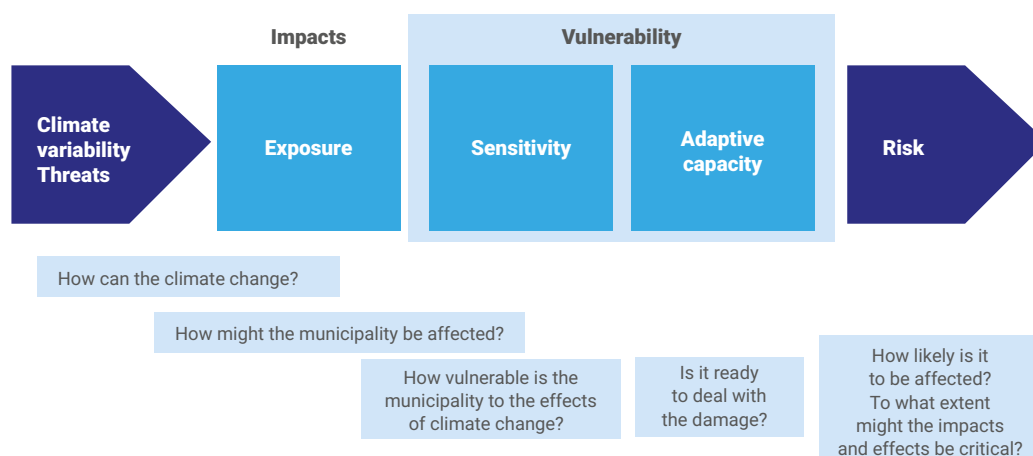 Impacts
Vulnerability
Climate
variability
Threats
Exposure
Sensitivity
Adaptive
capacity
Risk
How can the climate change?
How might the municipality be affected?
How vulnerable is the
municipality to the effects
of climate change?
Is it ready
to deal with
the damage?
How likely is it
to be affected?
To what extent
might the impacts
and effects be critical?